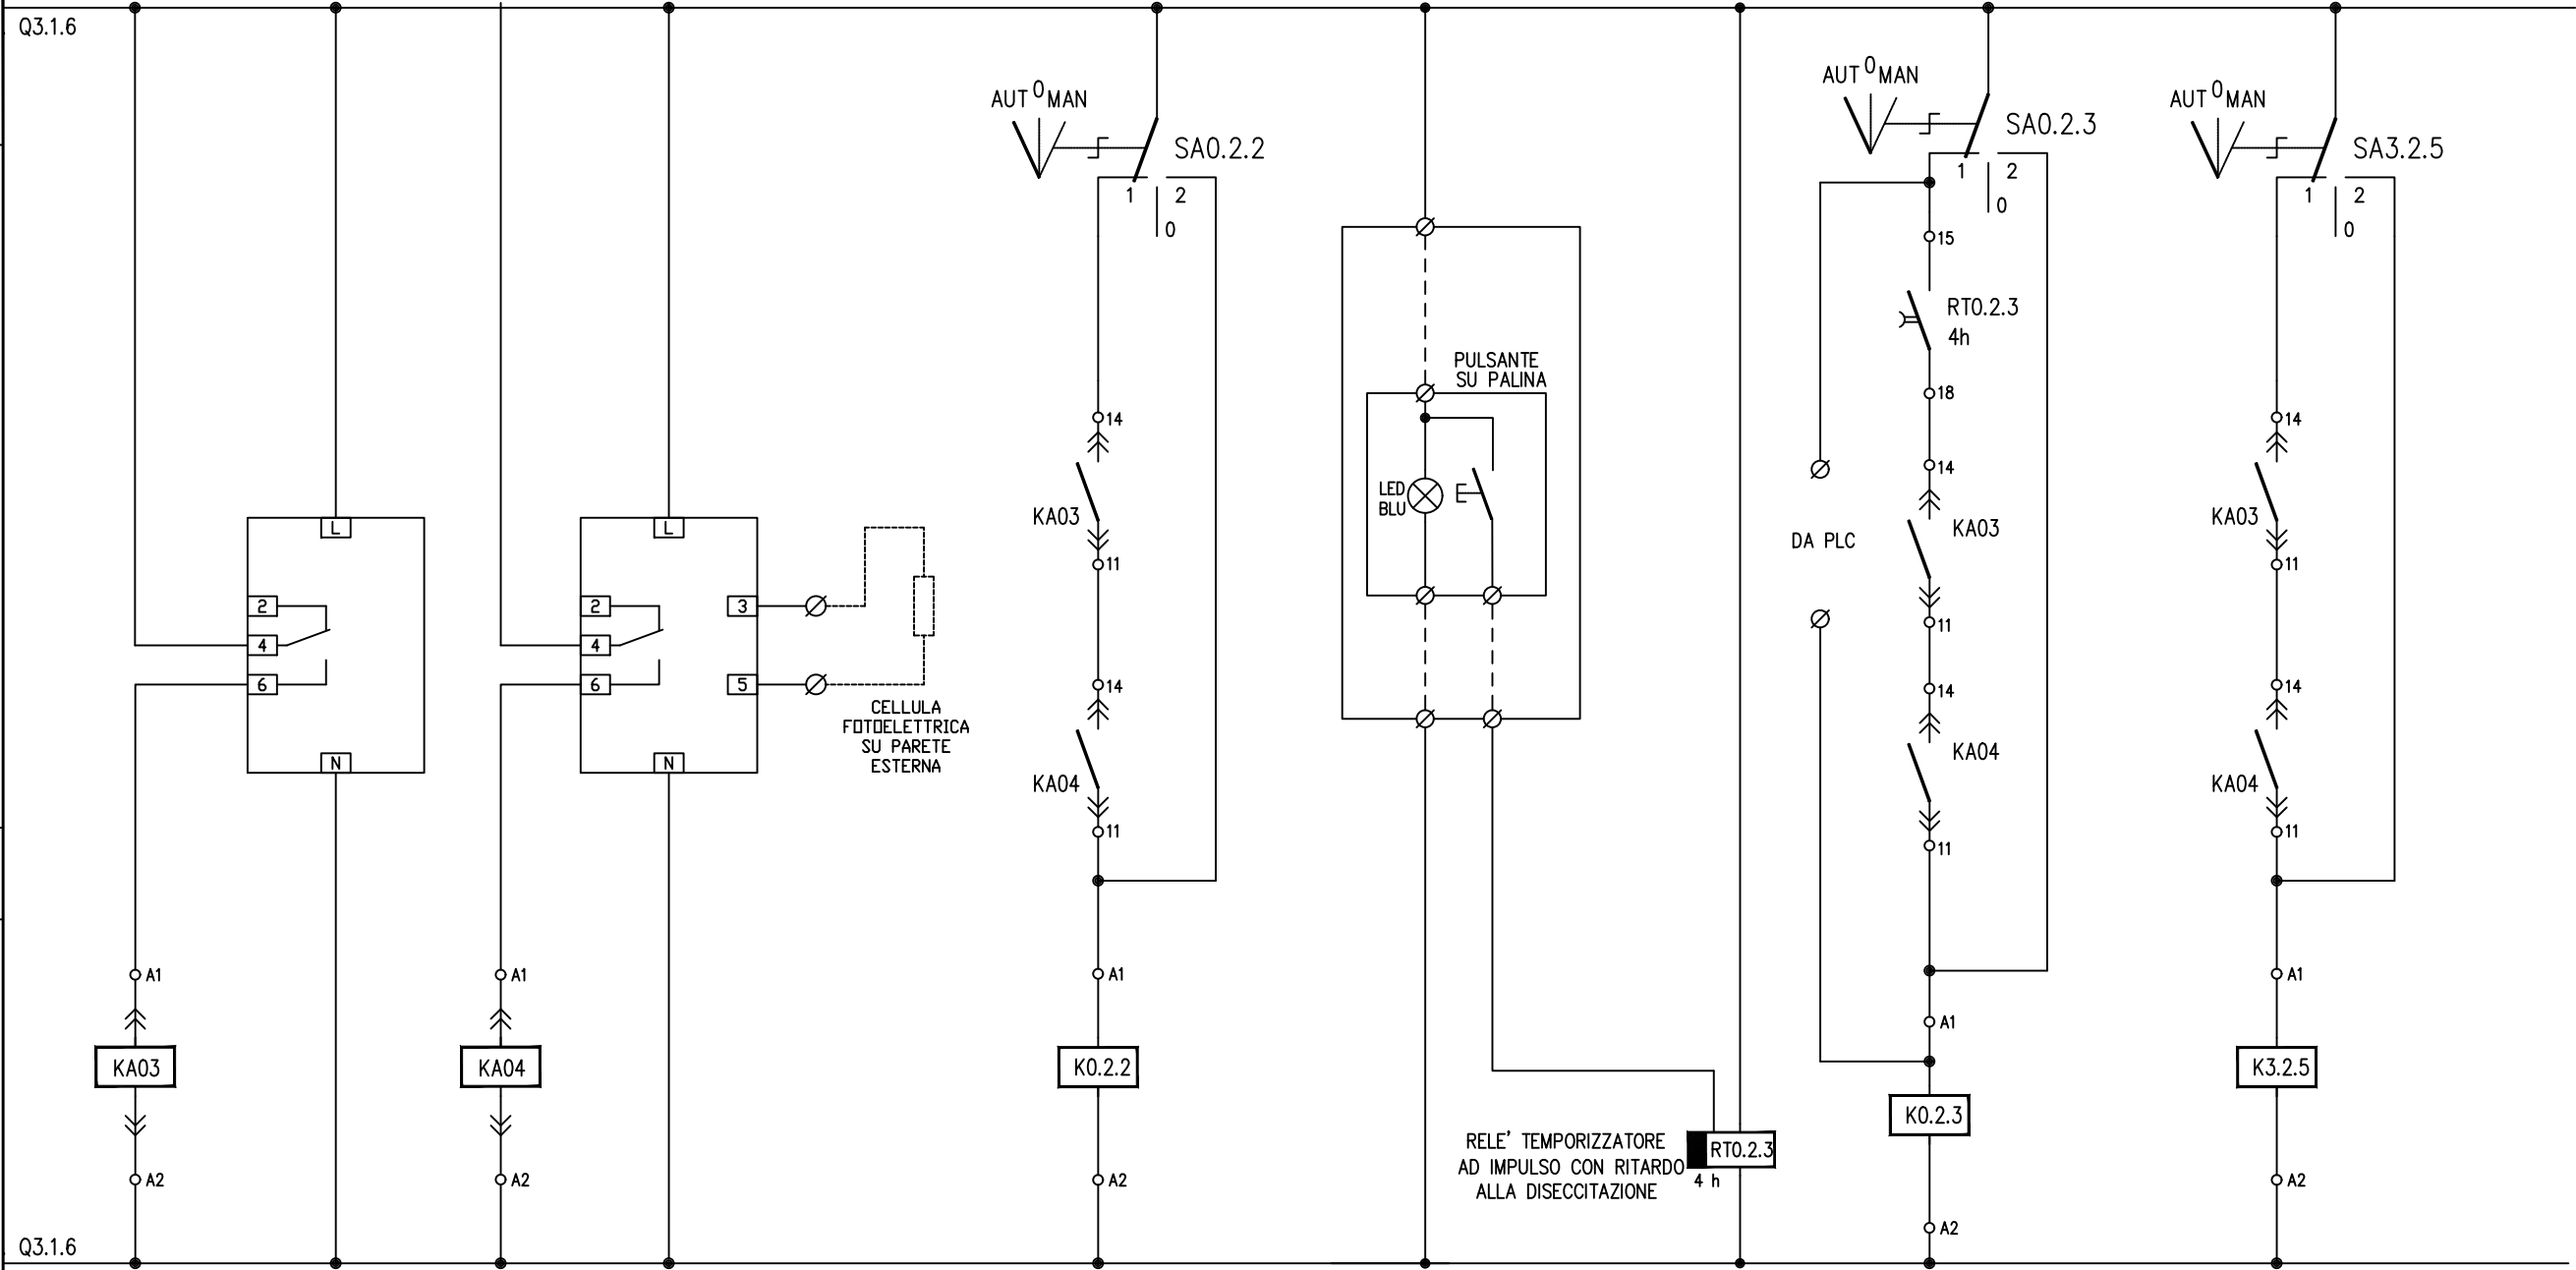 Q3.1.6
AUT 0 MAN
SA0.2.2
1 2
0
AUT 0 MAN
SA0.2.3
1 2
0
AUT 0 MAN
SA3.2.5
1 2
0
L
2
4
6
N
A1
KA03
A2
L
2
4
6
3
5
N
CELLULA
FOTOELETTRICA
SU PARETE
ESTERNA
A1
KA04
A2
14
KA03
11
14
KA04
11
A1
K0.2.2
A2
PULSANTE
SU PALINA
LED
BLU
RELE' TEMPORIZZATORE
AD IMPULSO CON RITARDO
ALLA DISECCITAZIONE
RT0.2.3
4 h
15
RT0.2.3
4h
18
14
KA03
11
14
KA04
11
DA PLC
A1
K0.2.3
A2
14
KA03
11
14
KA04
11
A1
K3.2.5
A2
Q3.1.6